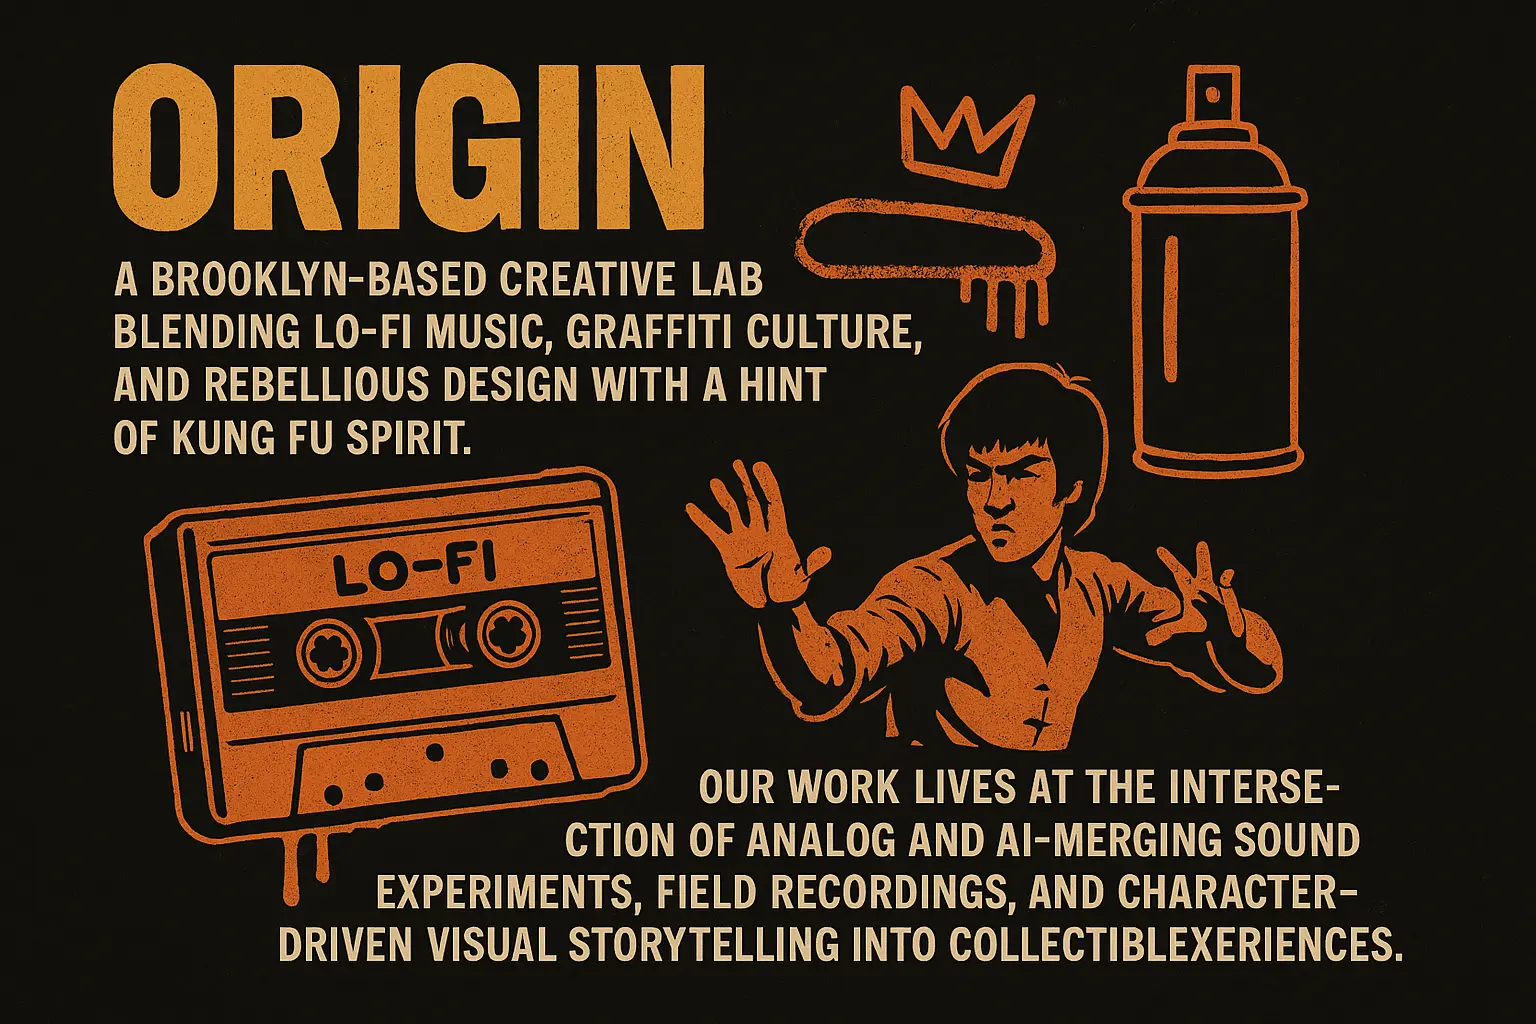 ORIGIN
A BROOKLYN-BASED CREATIVE LAB
BLENDING LO-FI MUSIC, GRAFFITI CULTURE,
AND REBELLIOUS DESIGN WITH A HINT
OF KUNG FU SPIRIT.
LO-FI
OUR WORK LIVES AT THE INTERSE-
CTION OF ANALOG AND AI-MERGING SOUND
EXPERIMENTS, FIELD RECORDINGS, AND CHARACTER-
DRIVEN VISUAL STORYTELLING INTO COLLECTIBLEXERIENCES.